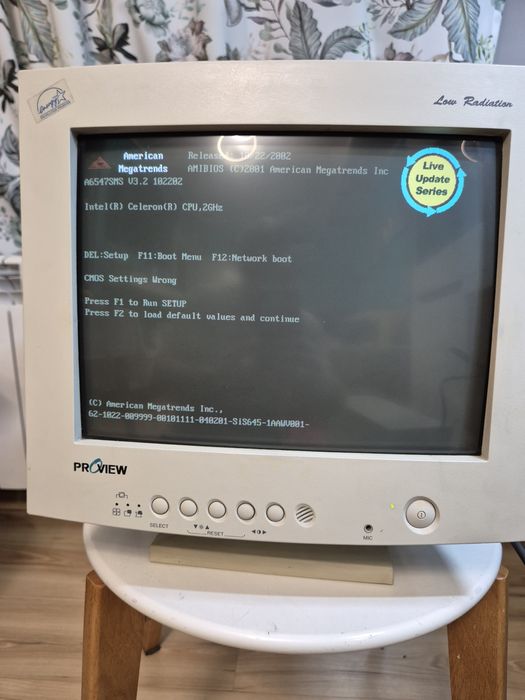 Low Radiation
American Released: 10/22/2002
Megatrends AMIBIOS (C)2001 American Megatrends Inc
A6547SMS V3.2 102202
Live
Update
Series
Intel(R) Celeron(R) CPU,2GHz
DEL:Setup F11:Boot Menu F12:Network boot
CMOS Settings Wrong
Press F1 to Run SETUP
Press F2 to load default values and continue
(C) American Megatrends Inc.,
62-1022-009999-00101111-040201-SiS645-1AAWV001-
PROVIEW
SELECT
RESET
MIC